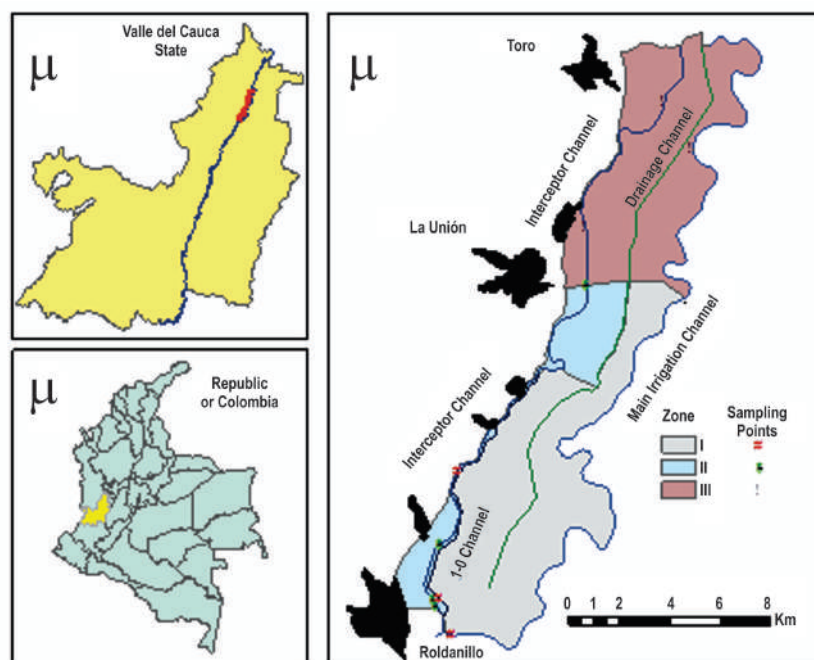 Valle del Cauca
State
μ
Republic
or Colombia
μ
μ
Toro
Interceptor Channel
Drainage Channel
La Unión
Main Irrigation Channel
Interceptor Channel
Zone
Sampling
Points
I
II
III
1-0 Channel
0 2 4 6 8
Km
Roldanillo